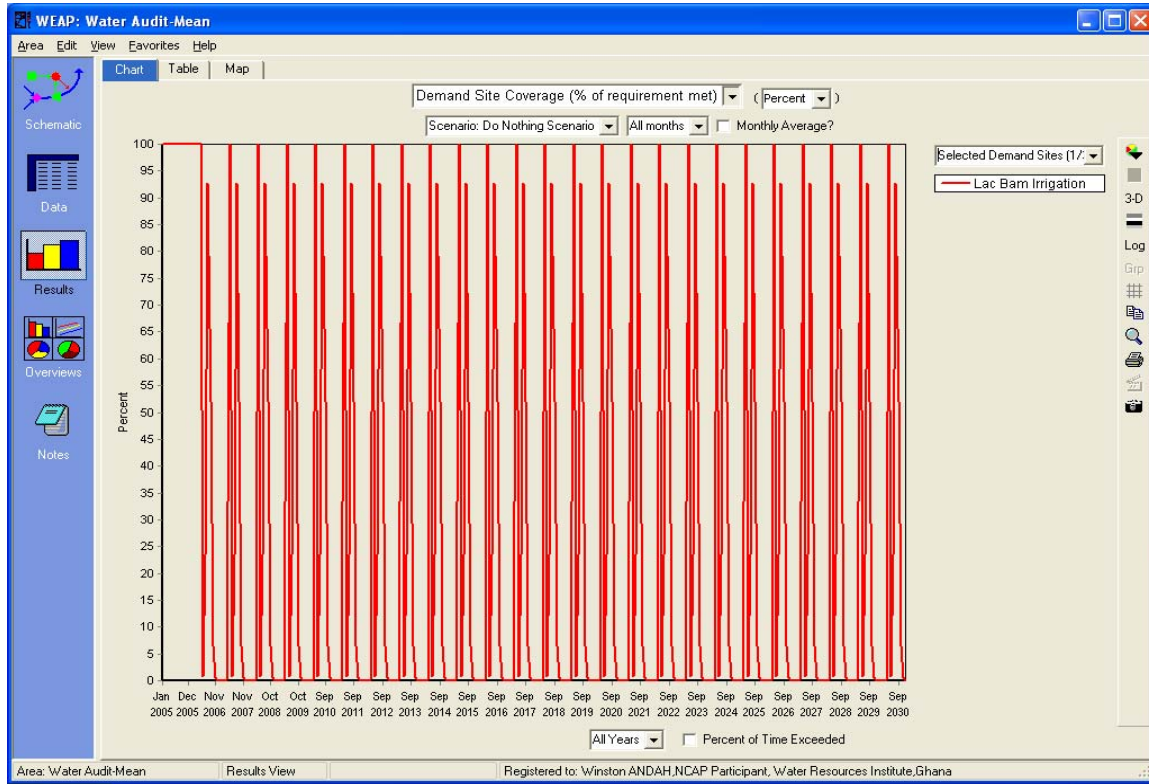 WEAP: Water Audit-Mean
Area Edit View Favorites Help
Chart Table Map
Schematic
Data
Results
Overviews
Notes
Demand Site Coverage (% of requirement met) ( Percent )
Scenario: Do Nothing Scenario All months Monthly Average?
Selected Demand Sites (1/
Lac Bam Irrigation
3-D
Log
Grp
Percent
100
95
90
85
80
75
70
65
60
55
50
45
40
35
30
25
20
15
10
5
0
Jan Dec Nov Nov Oct Oct Sep Sep Sep Sep Sep Sep Sep Sep Sep Sep Sep Sep Sep Sep Sep Sep Sep Sep Sep Sep Sep
2005 2005 2006 2007 2008 2009 2010 2011 2012 2013 2014 2015 2016 2017 2018 2019 2020 2021 2022 2023 2024 2025 2026 2027 2028 2029 2030
All Years Percent of Time Exceeded
Area: Water Audit-Mean Results View Registered to: Winston ANDAH,NCAP Participant, Water Resources Institute,Ghana